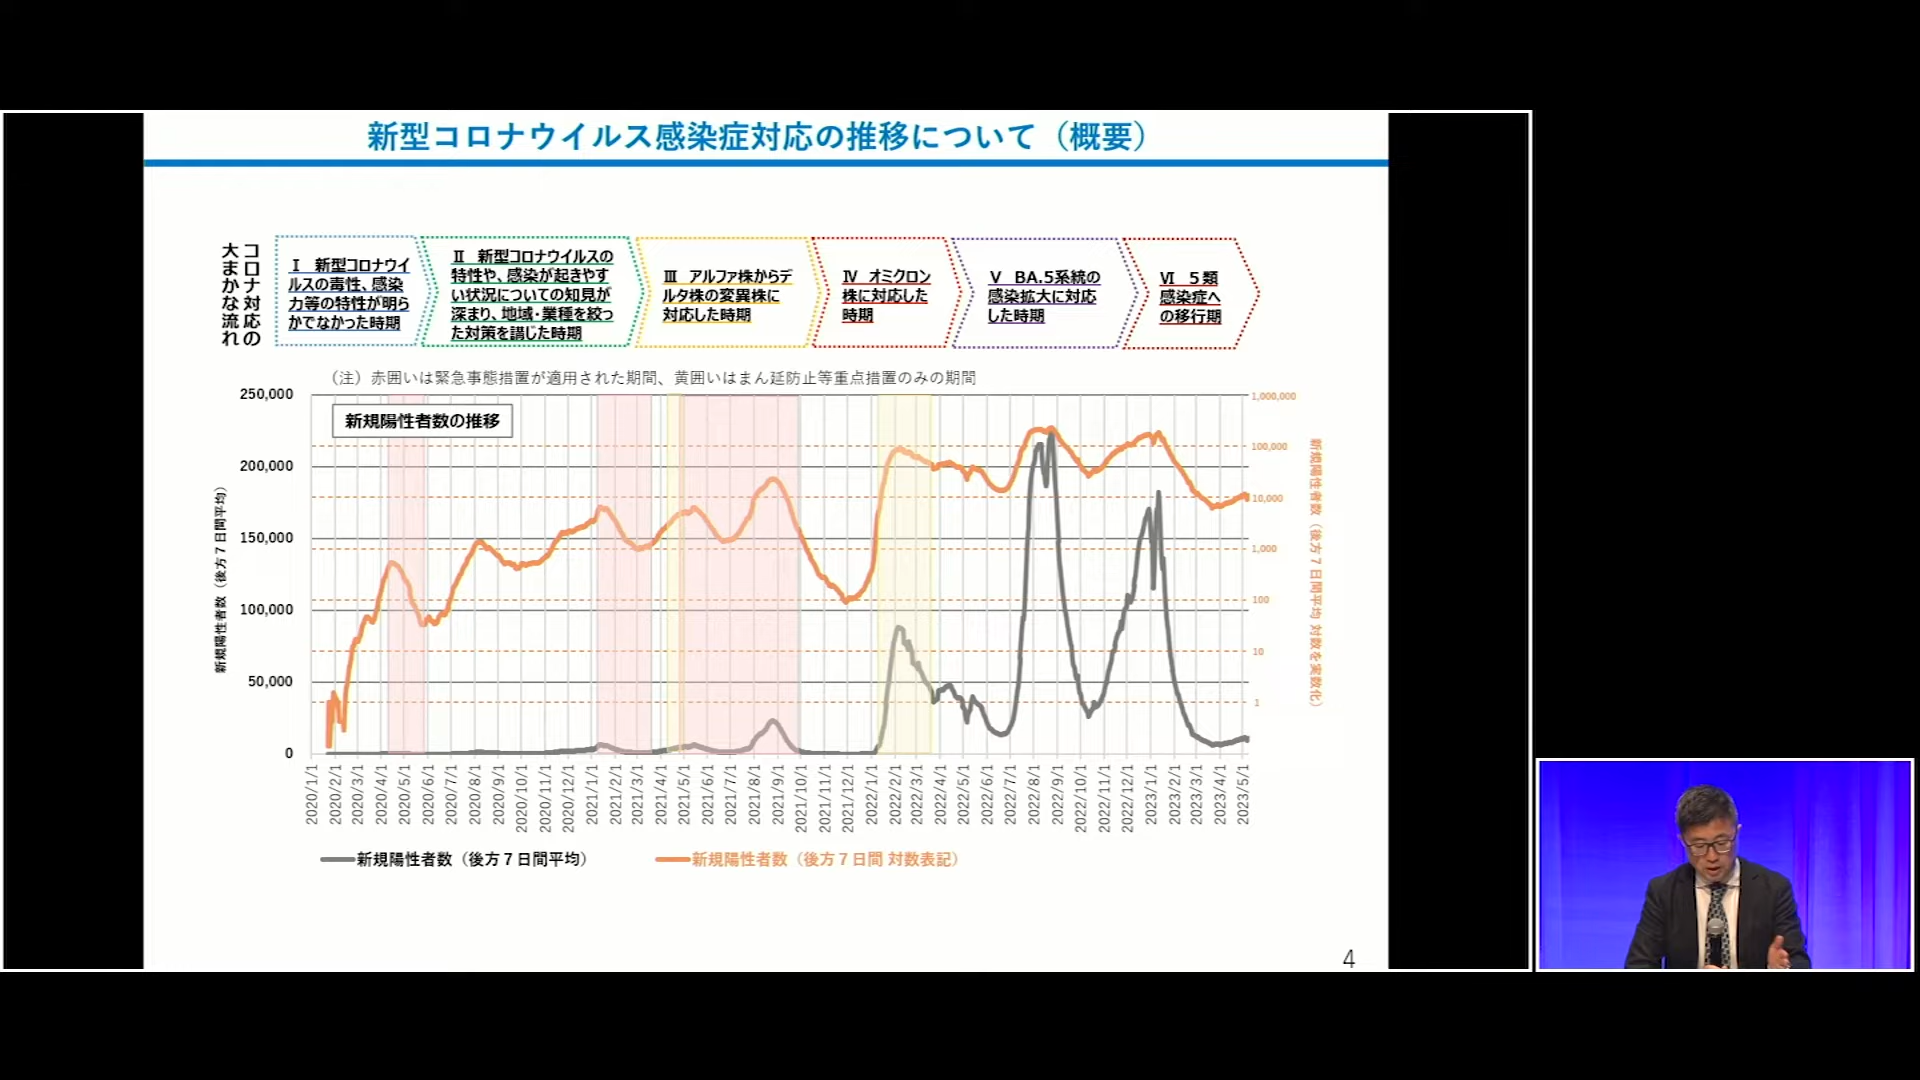 新型コロナウイルス感染症対応の推移について（概要）
コロナ対応の
大まかな流れ
Ⅰ　新型コロナウイ
ルスの毒性、感染
力等の特性が明ら
かでなかった時期
Ⅱ　新型コロナウイルスの
特性や、感染が起きやす
い状況についての知見が
深まり、地域・業種を絞っ
た対策を講じた時期
Ⅲ　アルファ株からデ
ルタ株の変異株に
対応した時期
Ⅳ　オミクロン
株に対応した
時期
Ⅴ　BA.5系統の
感染拡大に対応
した時期
Ⅵ　５類
感染症へ
の移行期
（注）赤囲いは緊急事態措置が適用された期間、黄囲いはまん延防止等重点措置のみの期間
新規陽性者数の推移
新規陽性者数（後方７日間平均）
250,000
200,000
150,000
100,000
50,000
0
1,000,000
100,000
10,000
1,000
100
10
1
新規陽性者数（後方７日間平均 対数を実数化）
2020/1/1
2020/2/1
2020/3/1
2020/4/1
2020/5/1
2020/6/1
2020/7/1
2020/8/1
2020/9/1
2020/10/1
2020/11/1
2020/12/1
2021/1/1
2021/2/1
2021/3/1
2021/4/1
2021/5/1
2021/6/1
2021/7/1
2021/8/1
2021/9/1
2021/10/1
2021/11/1
2021/12/1
2022/1/1
2022/2/1
2022/3/1
2022/4/1
2022/5/1
2022/6/1
2022/7/1
2022/8/1
2022/9/1
2022/10/1
2022/11/1
2022/12/1
2023/1/1
2023/2/1
2023/3/1
2023/4/1
2023/5/1
新規陽性者数（後方７日間平均）
新規陽性者数（後方７日間 対数表記）
4